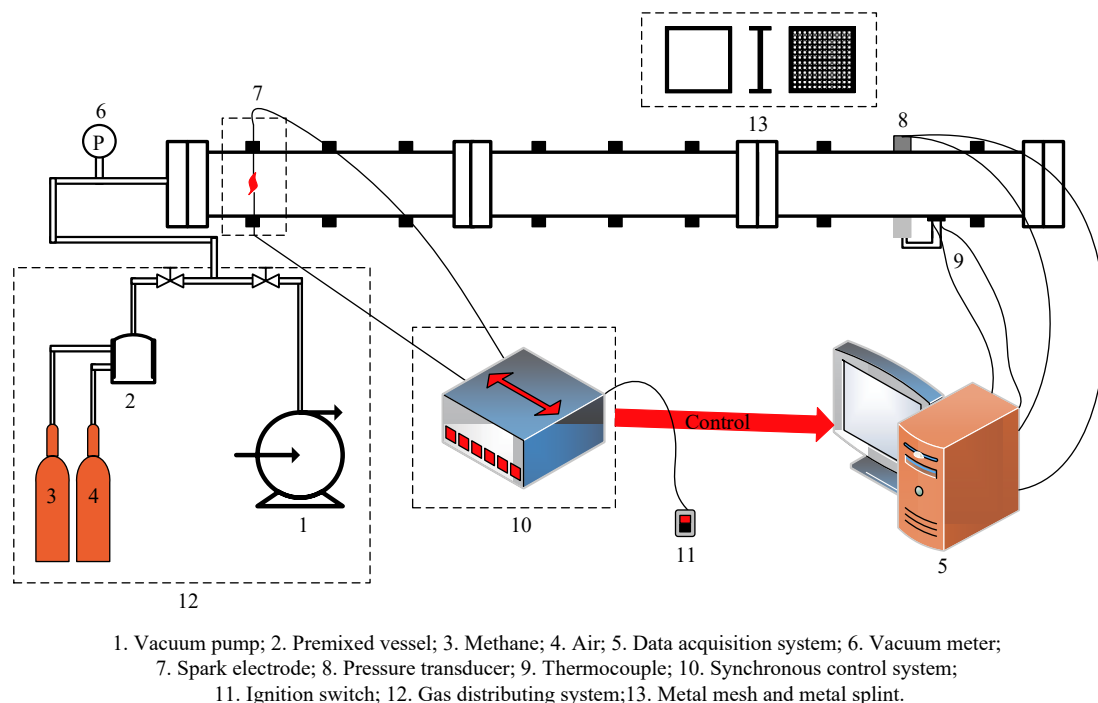 13
7
6
P
8
9
2
3
4
1
12
10
Control
11
5
1. Vacuum pump; 2. Premixed vessel; 3. Methane; 4. Air; 5. Data acquisition system; 6. Vacuum meter;
7. Spark electrode; 8. Pressure transducer; 9. Thermocouple; 10. Synchronous control system;
11. Ignition switch; 12. Gas distributing system;13. Metal mesh and metal splint.